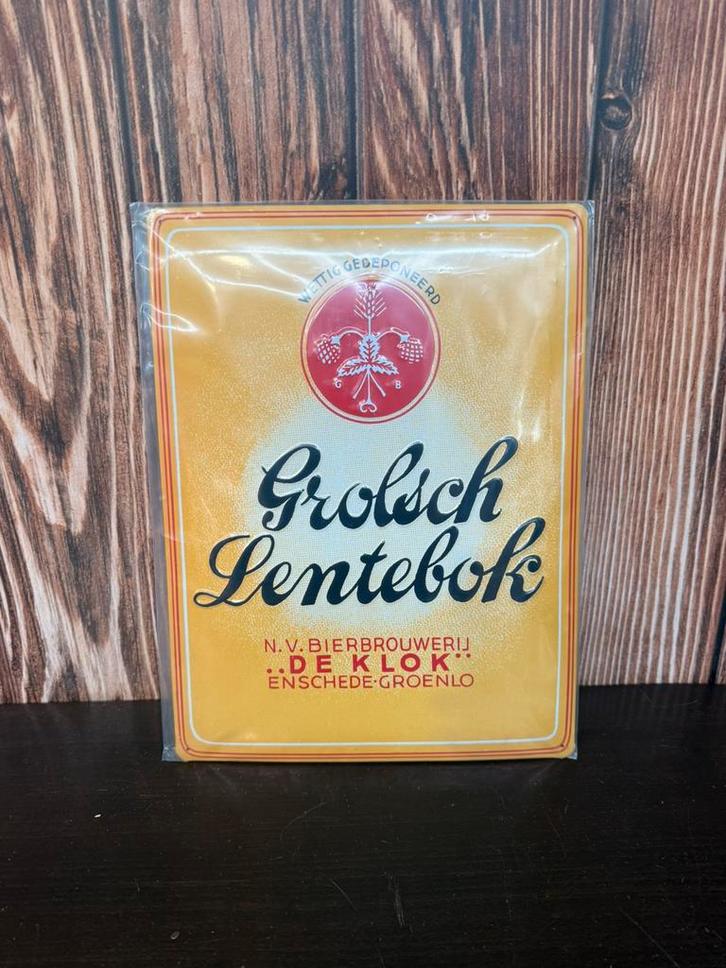 WETTIG GEDEPONEERD
G B
Grolsch
Lentebok
N.V. BIERBROUWERIJ
„DE KLOK"
ENSCHEDE·GROENLO